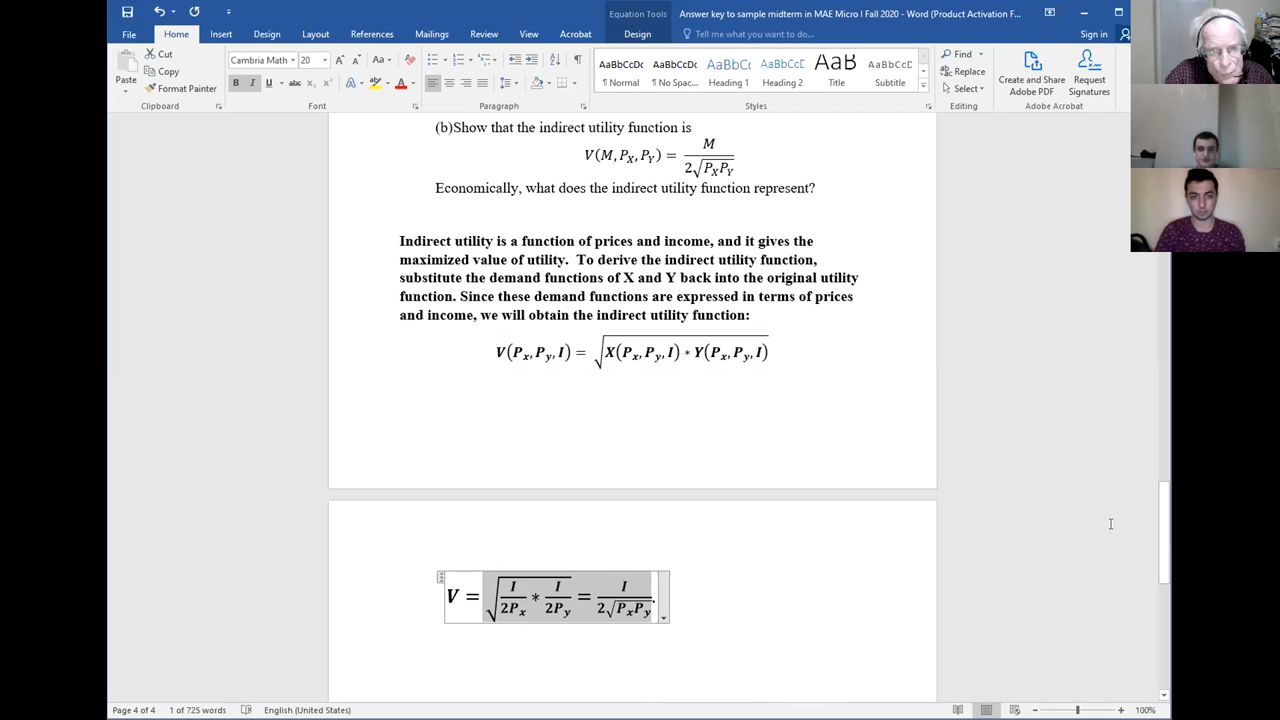 Equation Tools
Answer key to sample midterm in MAE Micro I Fall 2020 - Word (Product Activation F...
File Home Insert Design Layout References Mailings Review View Acrobat Design Tell me what you want to do... Sign in
Paste
Cut
Copy
Format Painter
Cambria Math 20
B I U
AaBbCcDc AaBbCcDc AaBbCc AaBbCcD AaB AaBbCcD
¶ Normal ¶ No Spac... Heading 1 Heading 2 Title Subtitle
Find
Replace
Select
Create and Share Adobe PDF
Request Signatures
Clipboard Font Paragraph Styles Editing Adobe Acrobat
(b)Show that the indirect utility function is
V(M, P_X, P_Y) = M / 2√(P_X P_Y)
Economically, what does the indirect utility function represent?
Indirect utility is a function of prices and income, and it gives the
maximized value of utility. To derive the indirect utility function,
substitute the demand functions of X and Y back into the original utility
function. Since these demand functions are expressed in terms of prices
and income, we will obtain the indirect utility function:
V(P_x, P_y, I) = √(X(P_x, P_y, I) * Y(P_x, P_y, I))
V = √(I / 2P_x * I / 2P_y) = I / 2√(P_x P_y).
Page 4 of 4 1 of 725 words English (United States) 100%